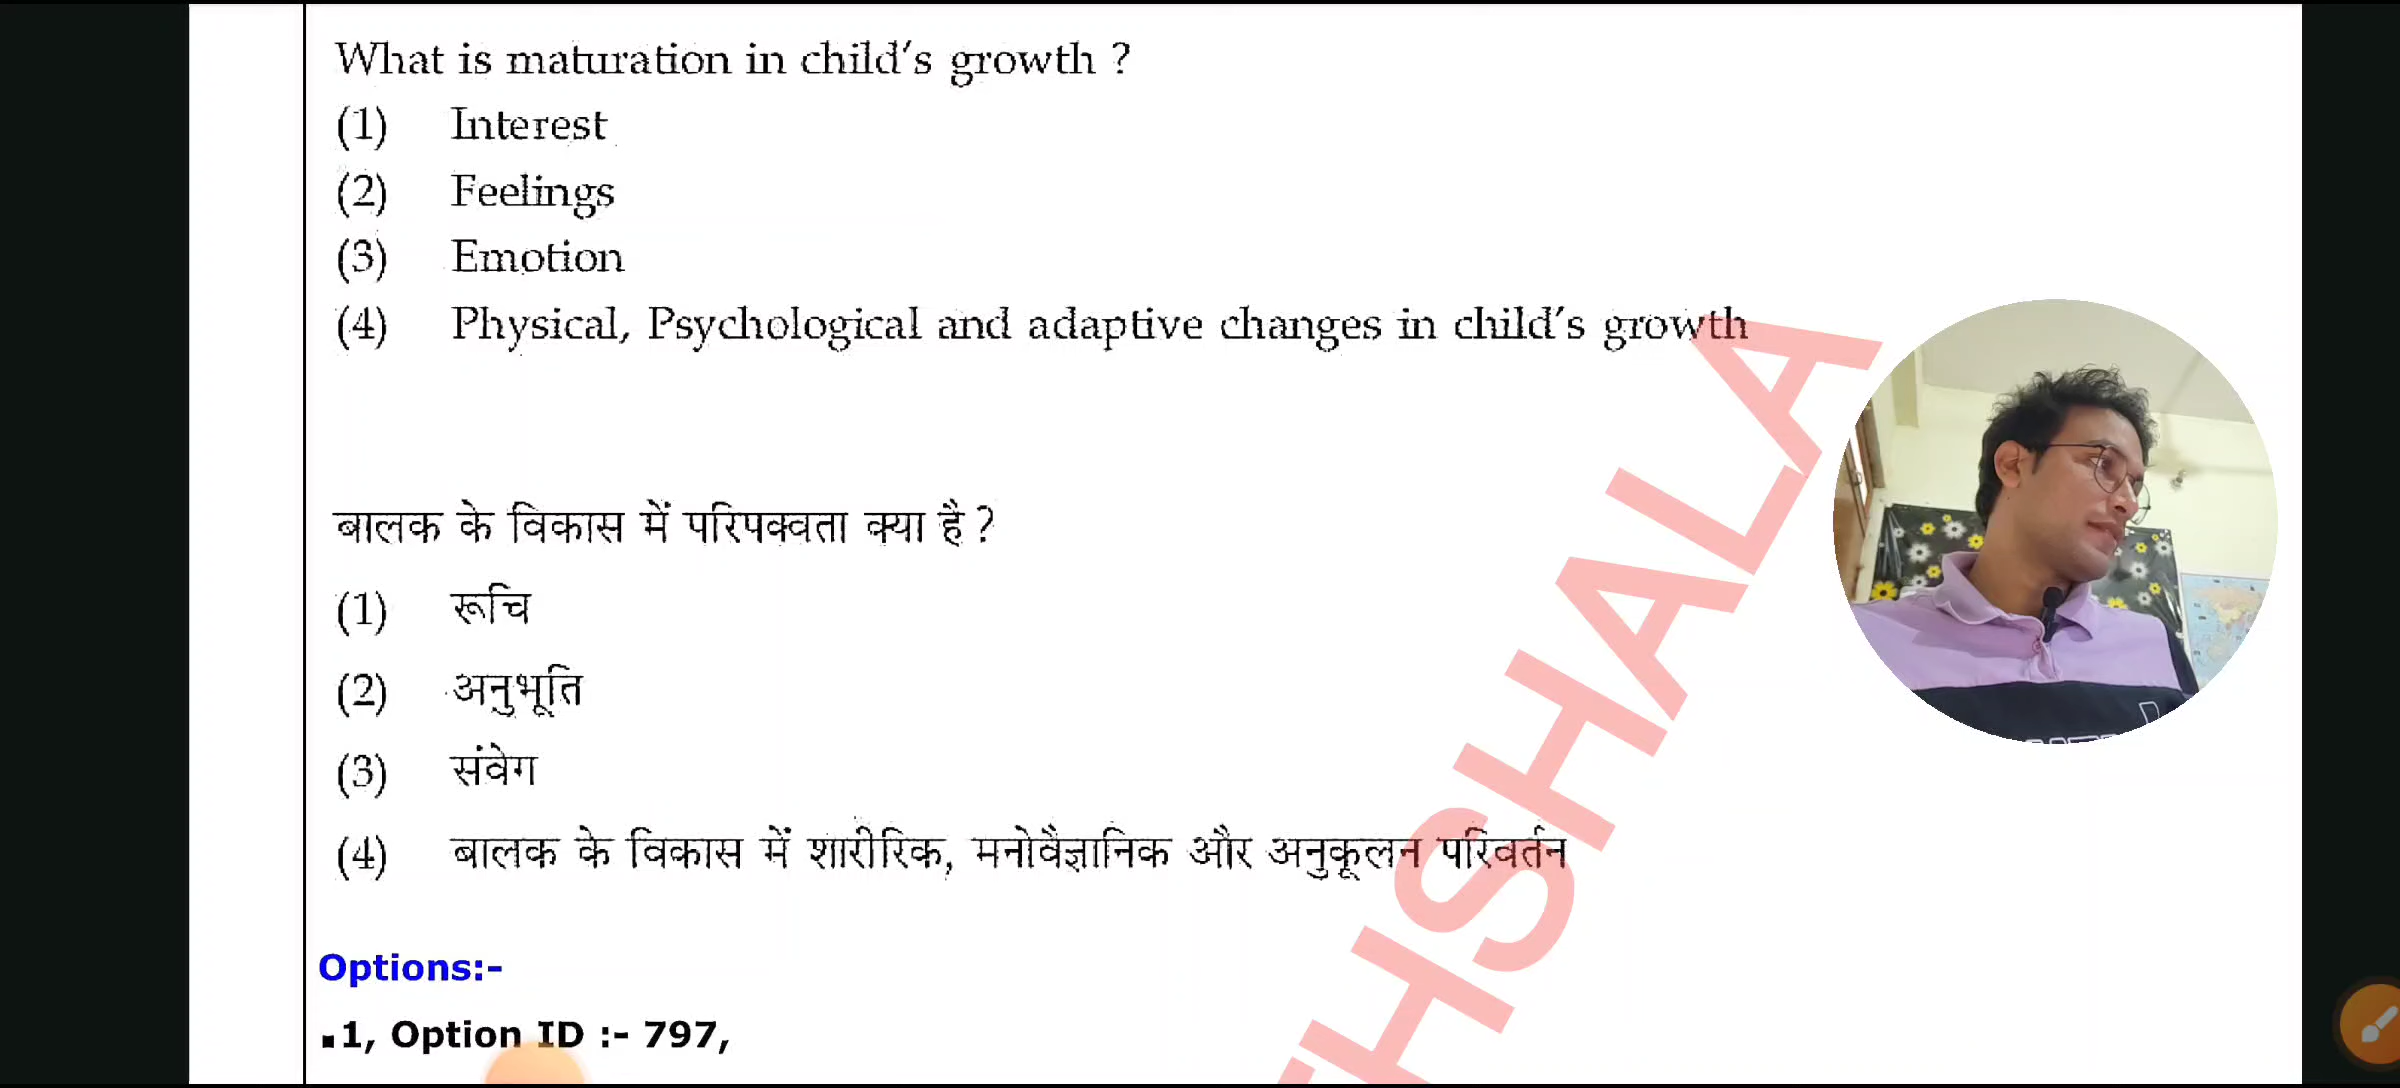 What is maturation in child's growth ?
(1) Interest
(2) Feelings
(3) Emotion
(4) Physical, Psychological and adaptive changes in child's growth
बालक के विकास में परिपक्वता क्या है ?
(1) रूचि
(2) अनुभूति
(3) संवेग
(4) बालक के विकास में शारीरिक, मनोवैज्ञानिक और अनुकूलन परिवर्तन
Options:-
1, Option ID :- 797,